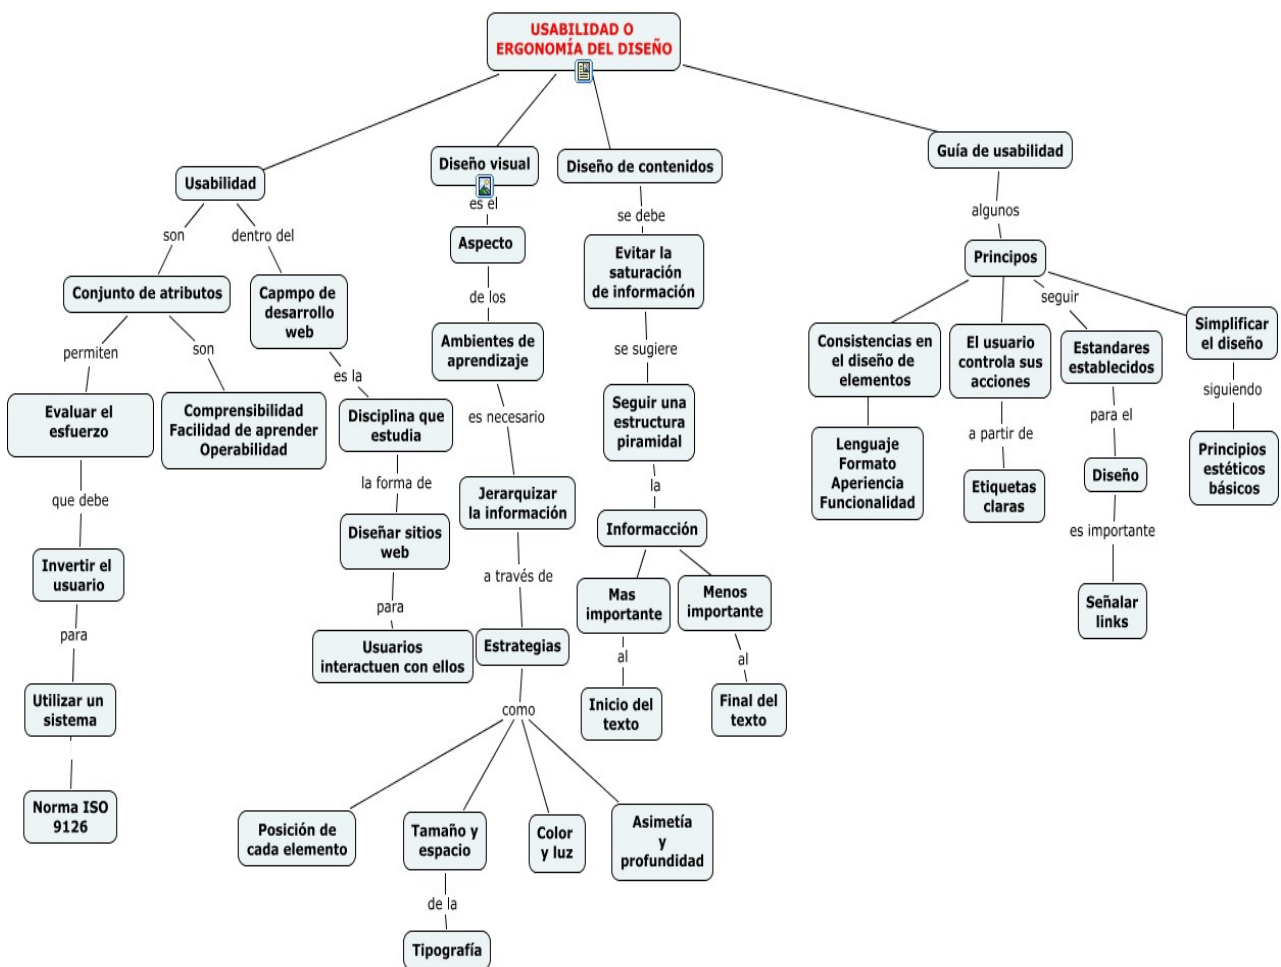 USABILIDAD O
ERGONOMÍA DEL DISEÑO
Usabilidad
son
Conjunto de atributos
permiten
Evaluar el
esfuerzo
que debe
Invertir el
usuario
para
Utilizar un
sistema
Norma ISO
9126
son
Comprensibilidad
Facilidad de aprender
Operabilidad
dentro del
Capmpo de
desarrollo
web
es la
Disciplina que
estudia
la forma de
Diseñar sitios
web
para
Usuarios
interactuen con ellos
Diseño visual
es el
Aspecto
de los
Ambientes de
aprendizaje
es necesario
Jerarquizar
la información
a través de
Estrategias
como
Posición de
cada elemento
Tamaño y
espacio
de la
Tipografía
Color
y luz
Asimetía
y
profundidad
Diseño de contenidos
se debe
Evitar la
saturación
de información
se sugiere
Seguir una
estructura
piramidal
la
Informacción
Mas
importante
al
Inicio del
texto
Menos
importante
al
Final del
texto
Guía de usabilidad
algunos
Principos
Consistencias en
el diseño de
elementos
Lenguaje
Formato
Aperiencia
Funcionalidad
El usuario
controla sus
acciones
a partir de
Etiquetas
claras
seguir
Estandares
establecidos
para el
Diseño
es importante
Señalar
links
Simplificar
el diseño
siguiendo
Principios
estéticos
básicos